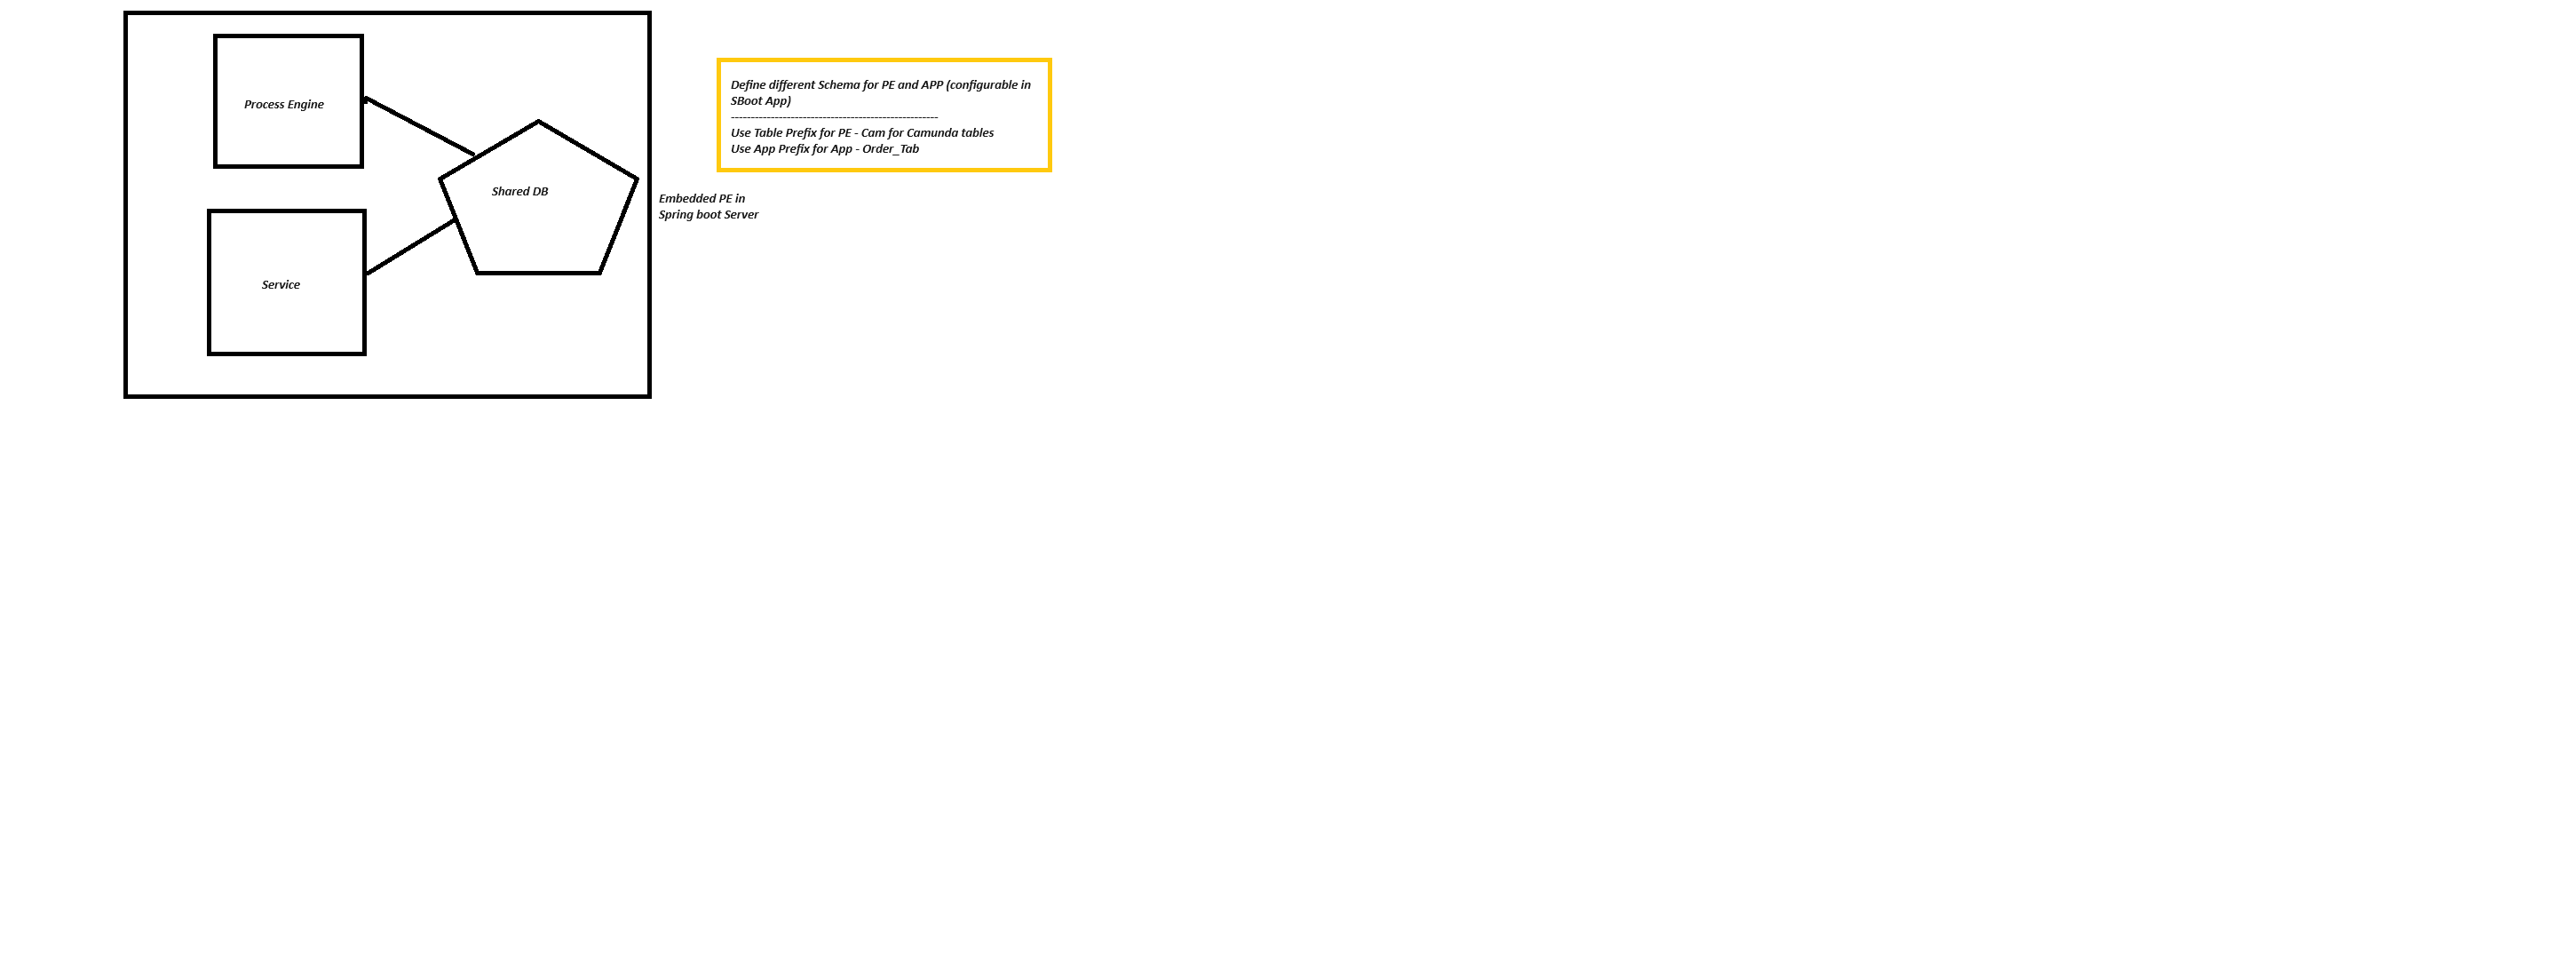 Process Engine
Define different Schema for PE and APP (configurable in
SBoot App)
----------------------------------------------------
Use Table Prefix for PE - Cam for Camunda tables
Use App Prefix for App - Order_Tab
Shared DB
Embedded PE in
Spring boot Server
Service